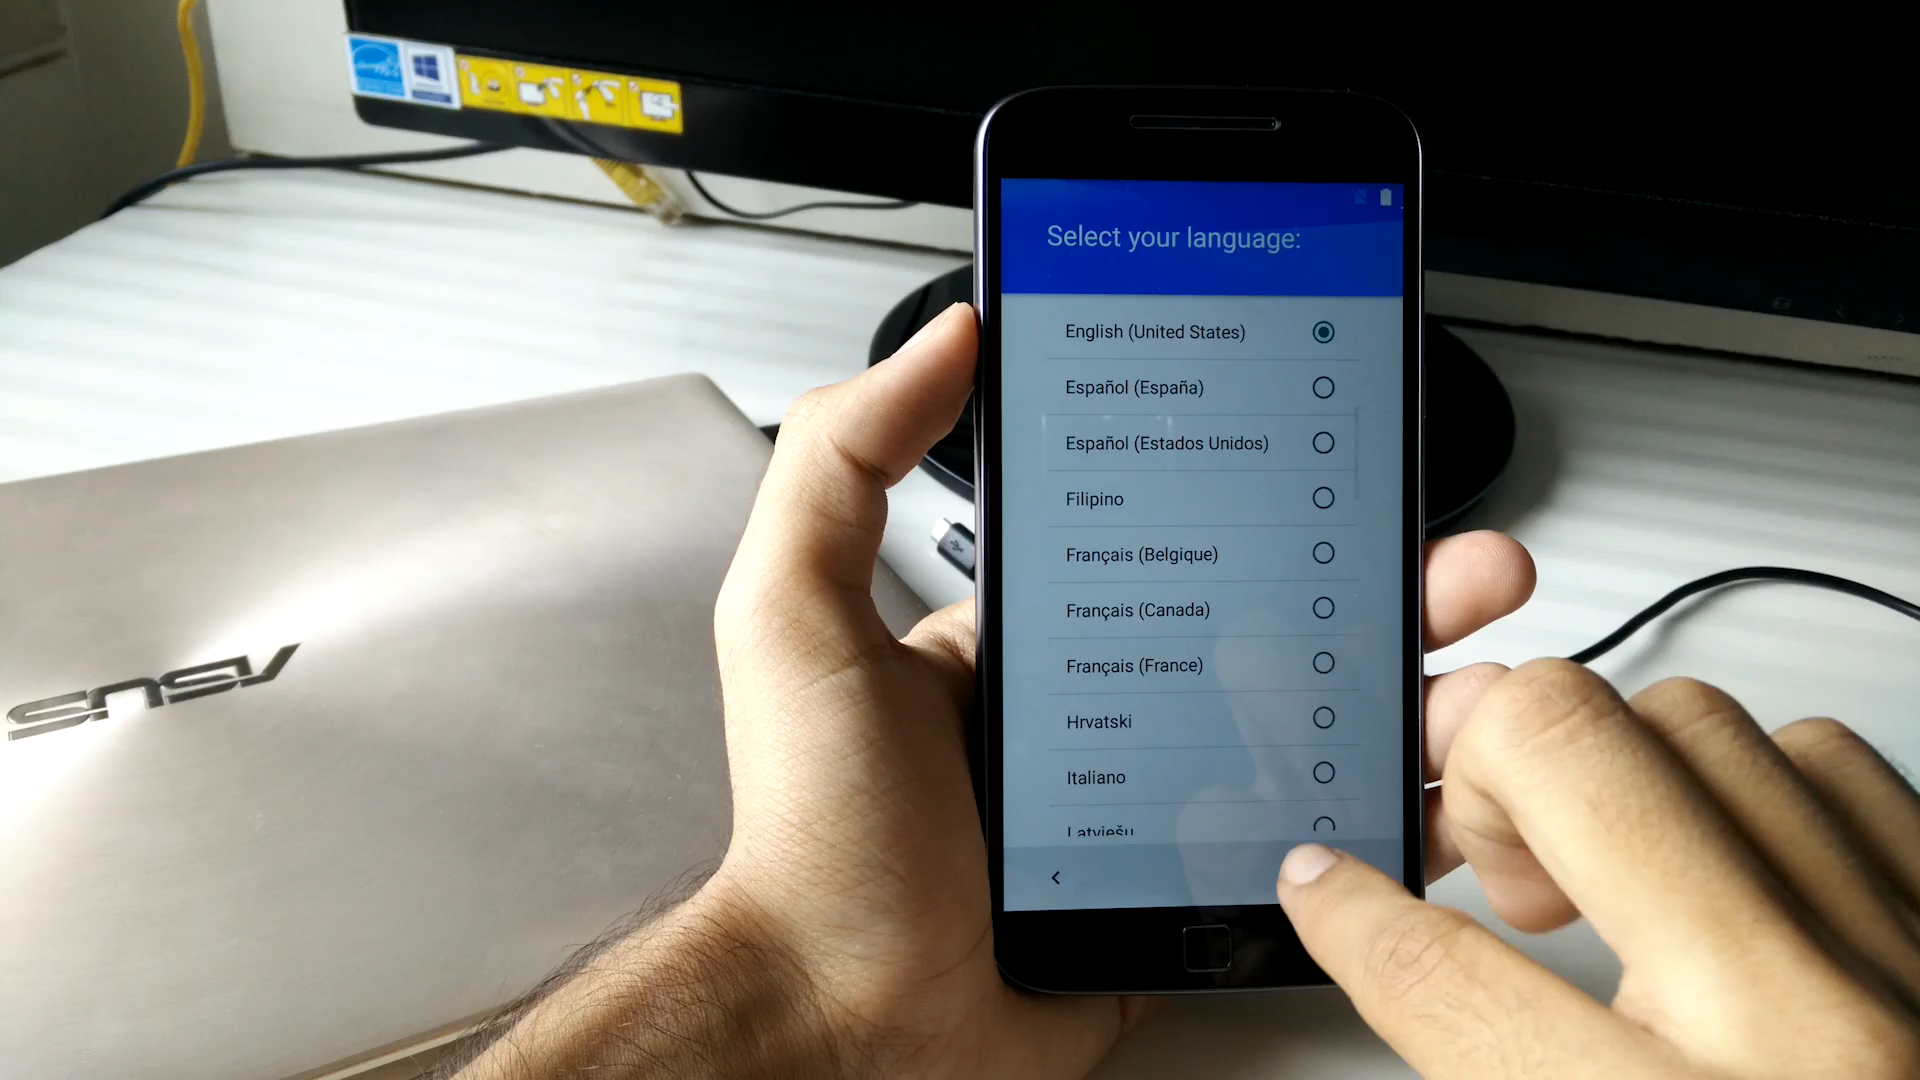 Select your language:
English (United States)
Español (España)
Español (Estados Unidos)
Filipino
Français (Belgique)
Français (Canada)
Français (France)
Hrvatski
Italiano
Latviešu
ASUS